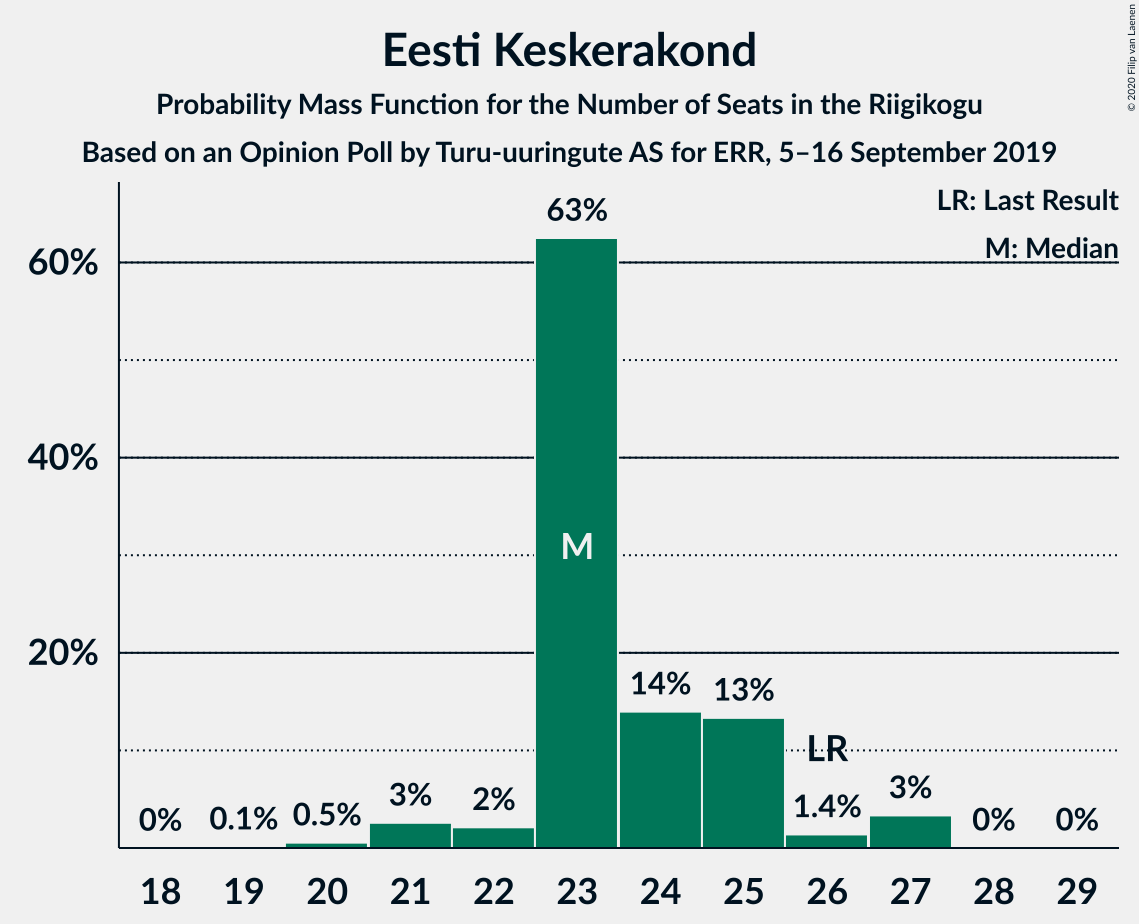 Eesti Keskerakond
Probability Mass Function for the Number of Seats in the Riigikogu
Based on an Opinion Poll by Turu-uuringute AS for ERR, 5–16 September 2019
© 2020 Filip van Laenen
LR: Last Result
M: Median
63%
60%
40%
M
20%
14%
13%
LR
0%
0.1%
0.5%
3%
2%
1.4%
3%
0%
0%
18 19 20 21 22 23 24 25 26 27 28 29